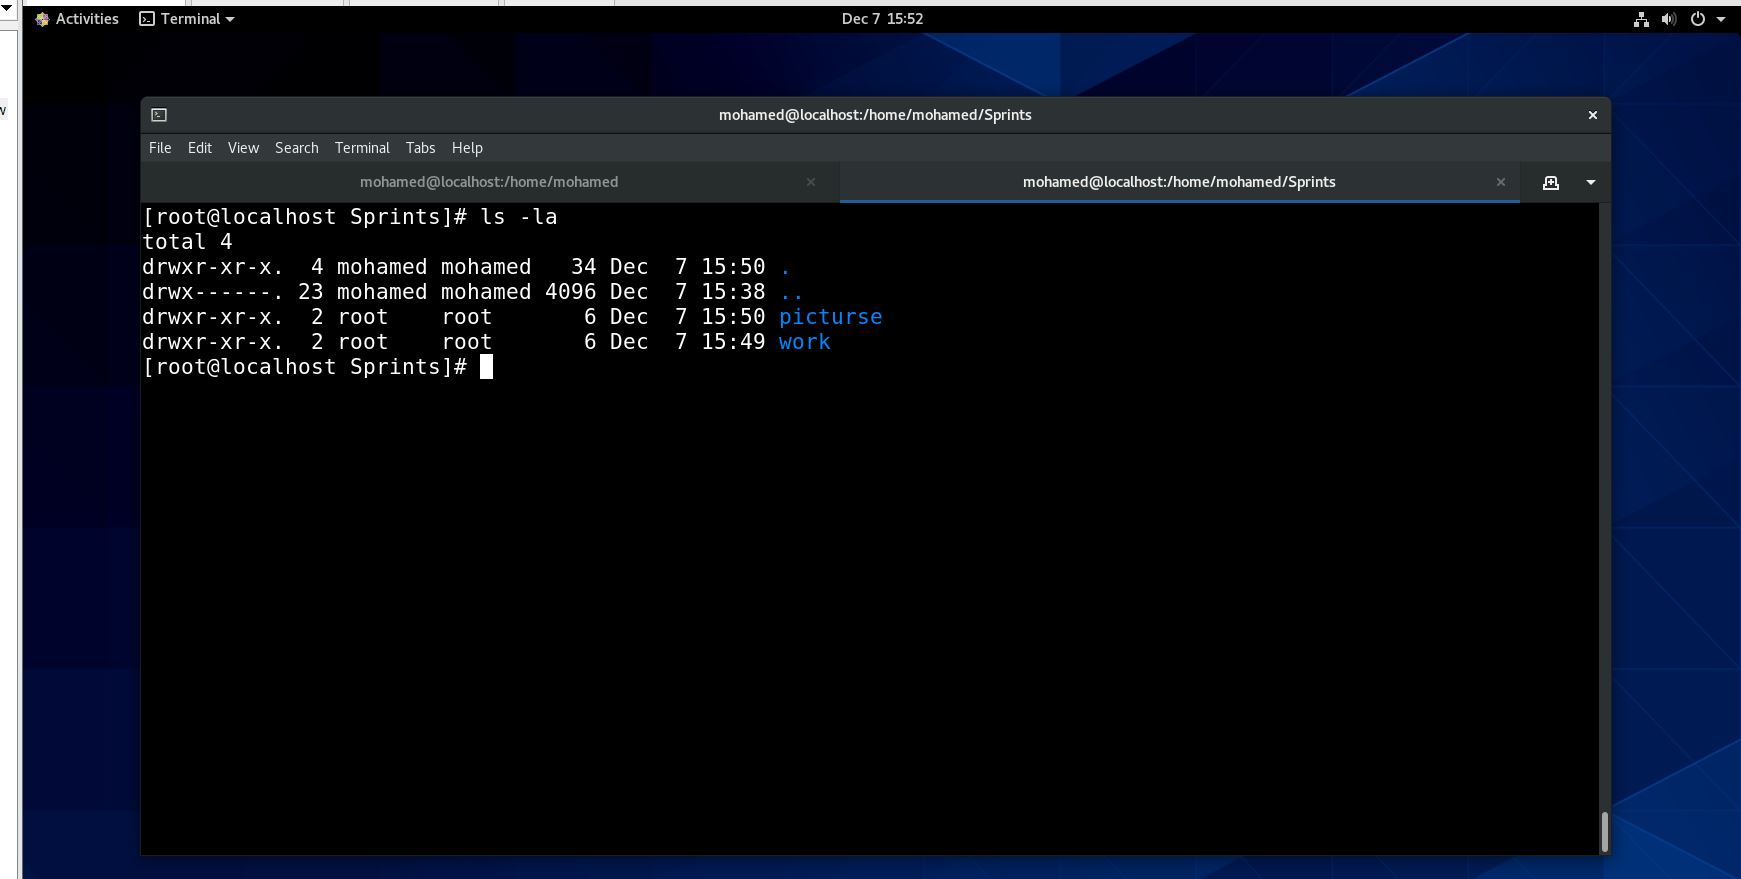 Activities Terminal Dec 7 15:52
w
mohamed@localhost:/home/mohamed/Sprints
File Edit View Search Terminal Tabs Help
mohamed@localhost:/home/mohamed mohamed@localhost:/home/mohamed/Sprints
[root@localhost Sprints]# ls -la
total 4
drwxr-xr-x.  4 mohamed mohamed   34 Dec  7 15:50 .
drwx------. 23 mohamed mohamed 4096 Dec  7 15:38 ..
drwxr-xr-x.  2 root    root       6 Dec  7 15:50 picturse
drwxr-xr-x.  2 root    root       6 Dec  7 15:49 work
[root@localhost Sprints]#